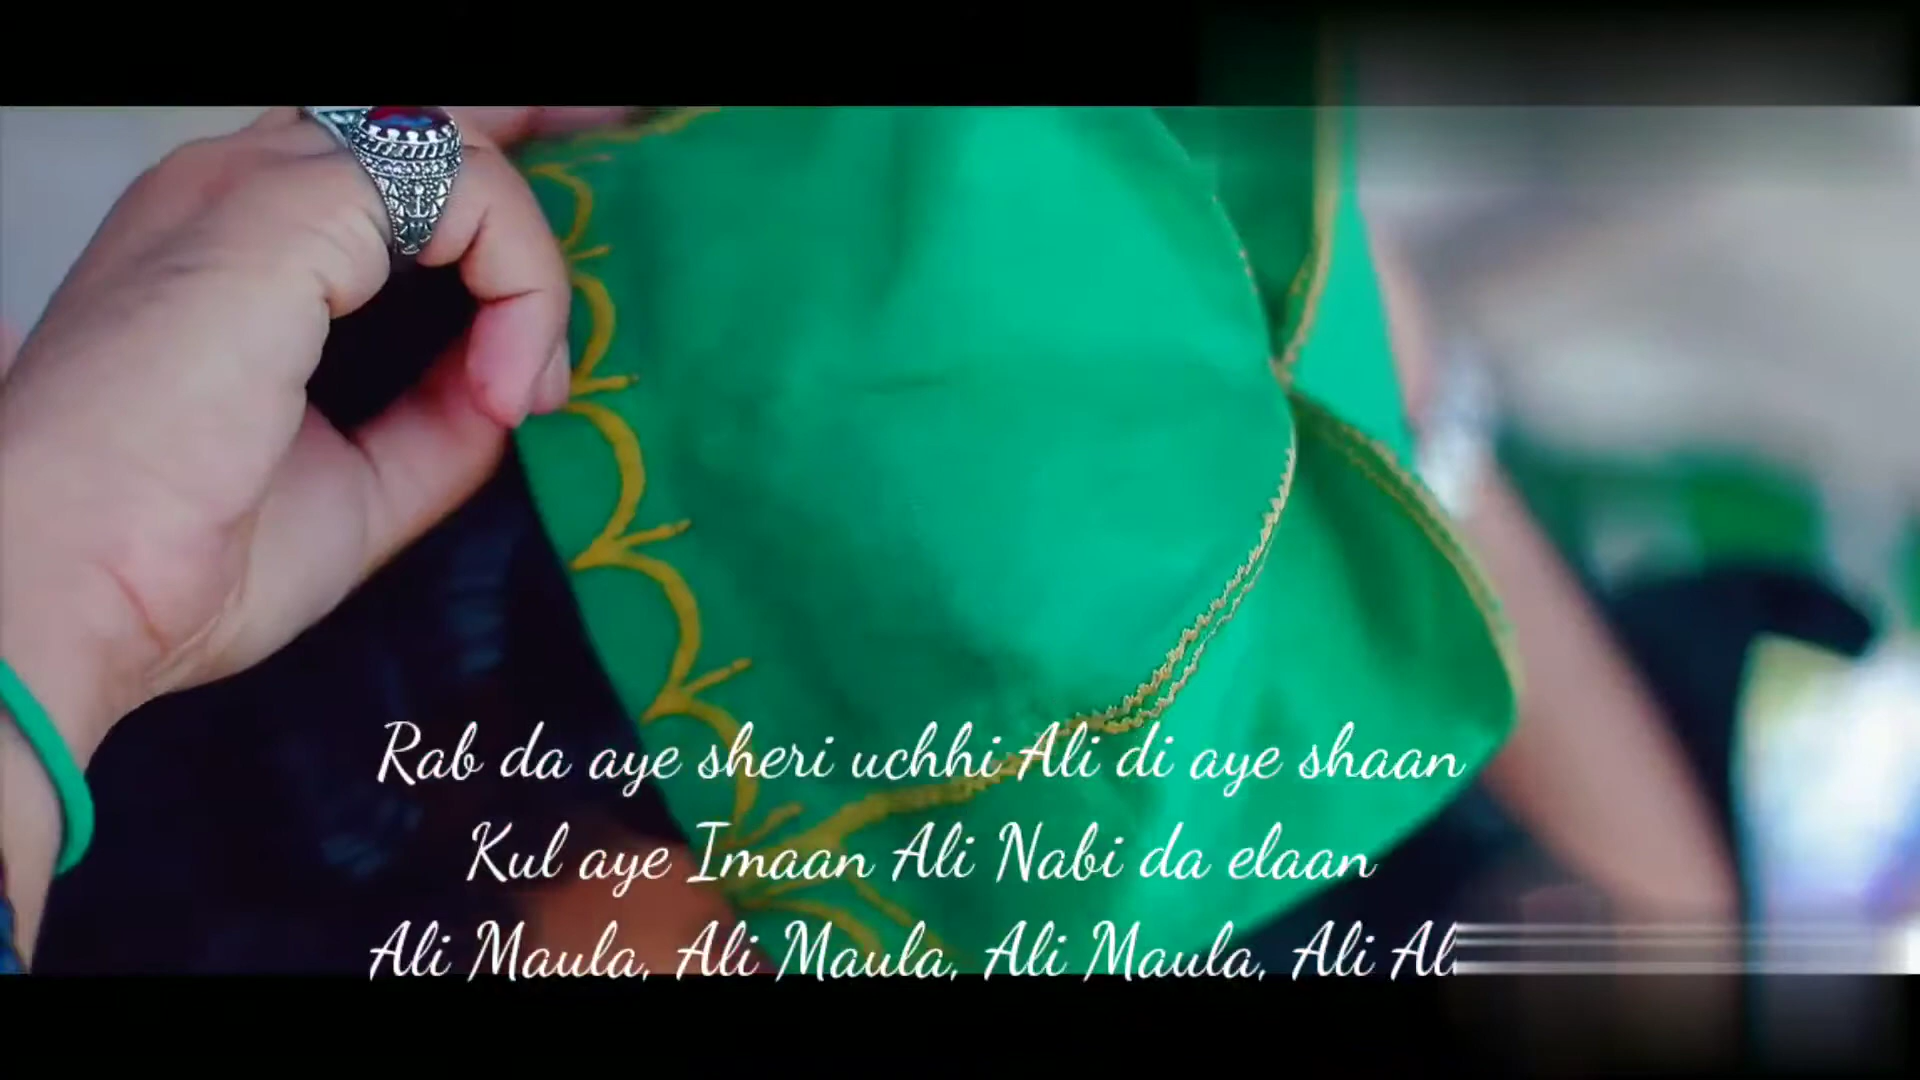 Rab da aye sheri uchhi Ali di aye shaan
Kul aye Imaan Ali Nabi da elaan
Ali Maula, Ali Maula, Ali Maula, Ali